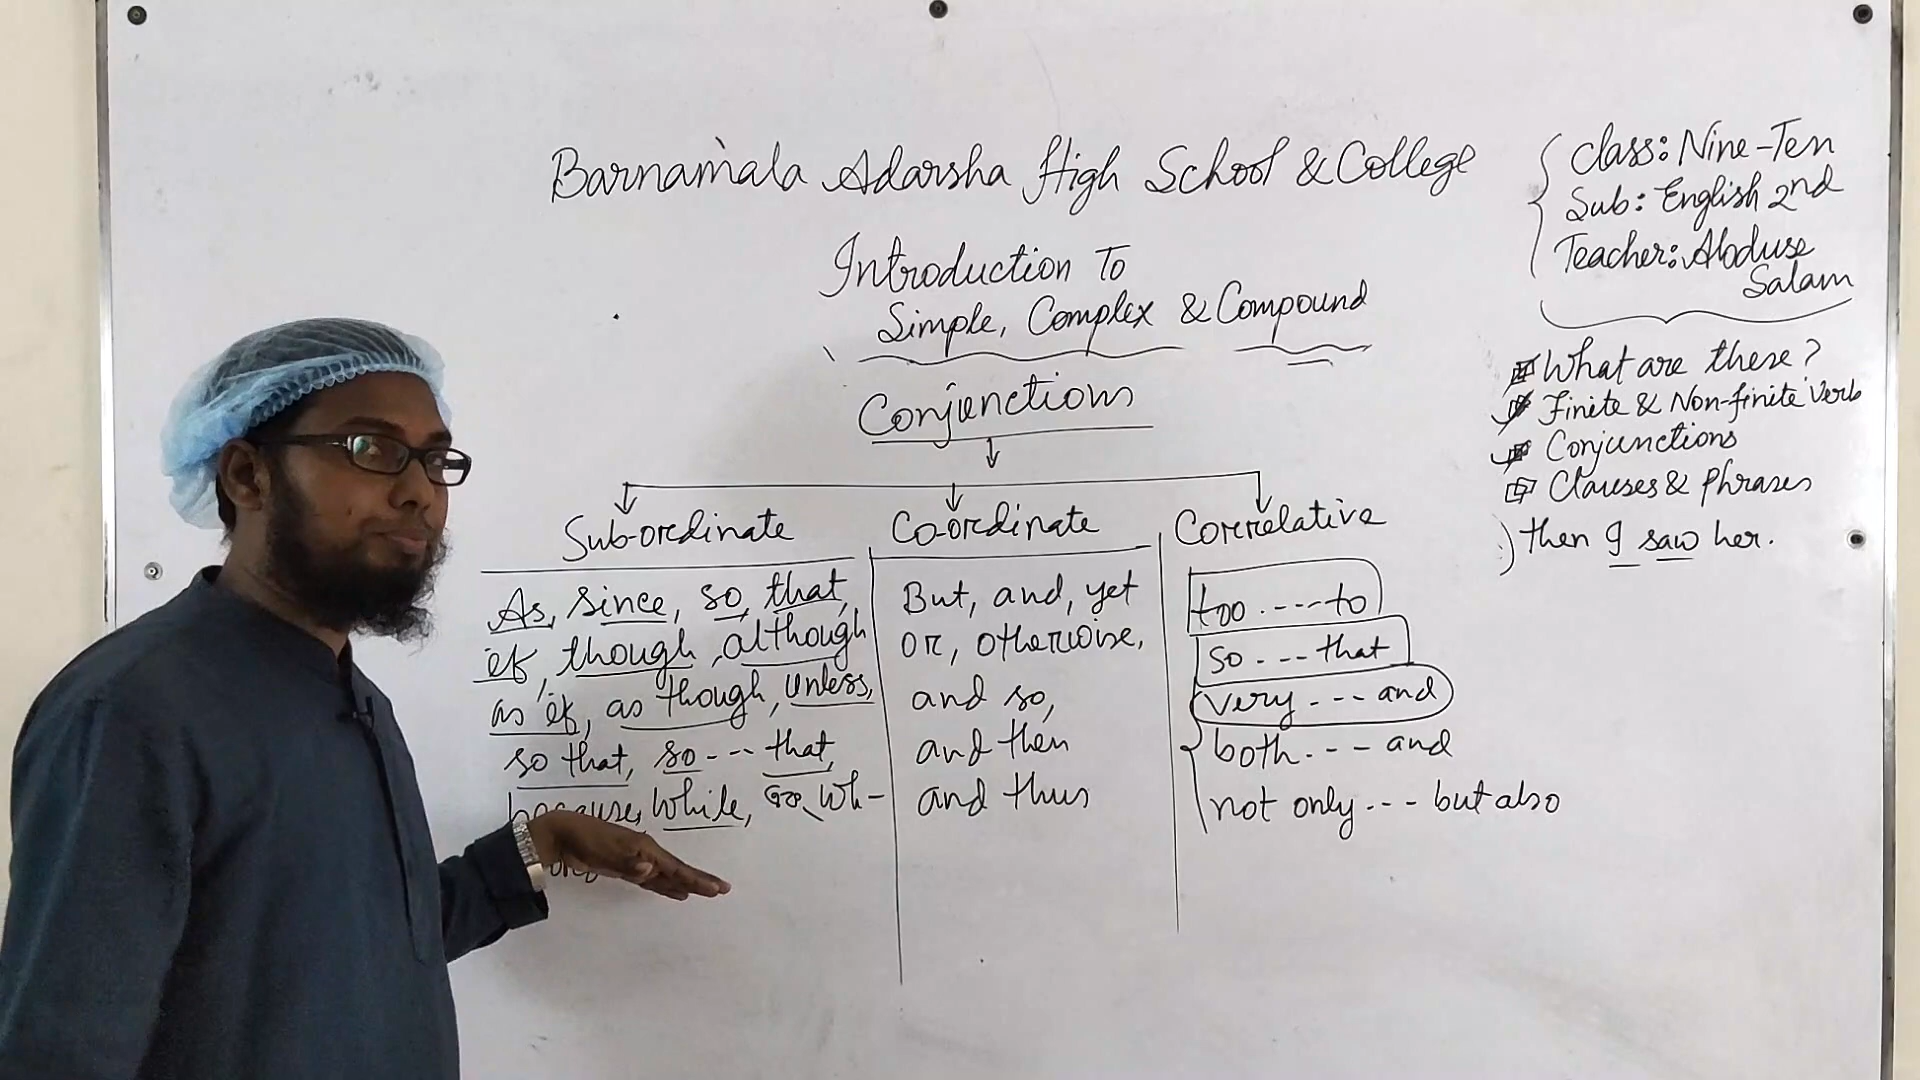 Barnamala Adarsha High School & College
Introduction To
Simple, Complex & Compound
Conjunctions
Sub-ordinate
As, since, so, that,
if, though, although
as if, as though, unless,
so that, so --- that,
because, while, Wh-
Co-ordinate
But, and, yet
or, otherwise,
and so,
and then
and thus
Correlative
too ---- to
so --- that
very --- and
both --- and
not only --- but also
Class: Nine-Ten
Sub: English 2nd
Teacher: Abduse
Salam
What are these?
Finite & Non-finite Verb
Conjunctions
Clauses & Phrases
then I saw her.